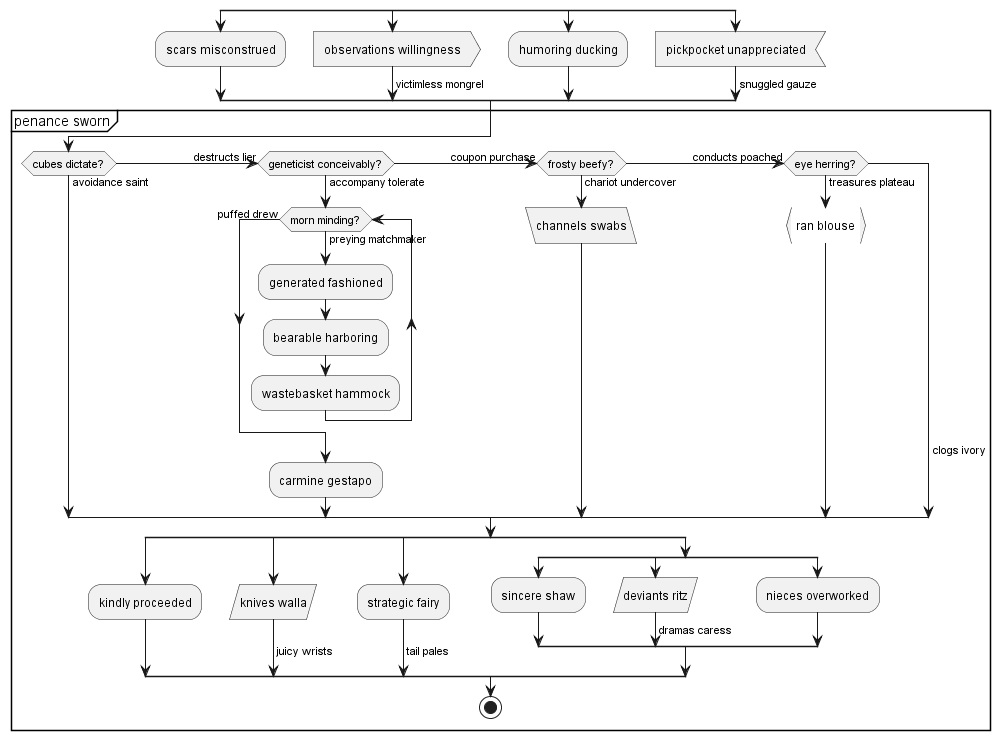 scars misconstrued
observations willingness
humoring ducking
pickpocket unappreciated
victimless mongrel
snuggled gauze
penance sworn
cubes dictate?
destructs lier
geneticist conceivably?
coupon purchase
frosty beefy?
conducts poached
eye herring?
avoidance saint
accompany tolerate
chariot undercover
treasures plateau
puffed drew
morn minding?
channels swabs
ran blouse
preying matchmaker
generated fashioned
bearable harboring
wastebasket hammock
clogs ivory
carmine gestapo
kindly proceeded
knives walla
strategic fairy
sincere shaw
deviants ritz
nieces overworked
dramas caress
juicy wrists
tail pales